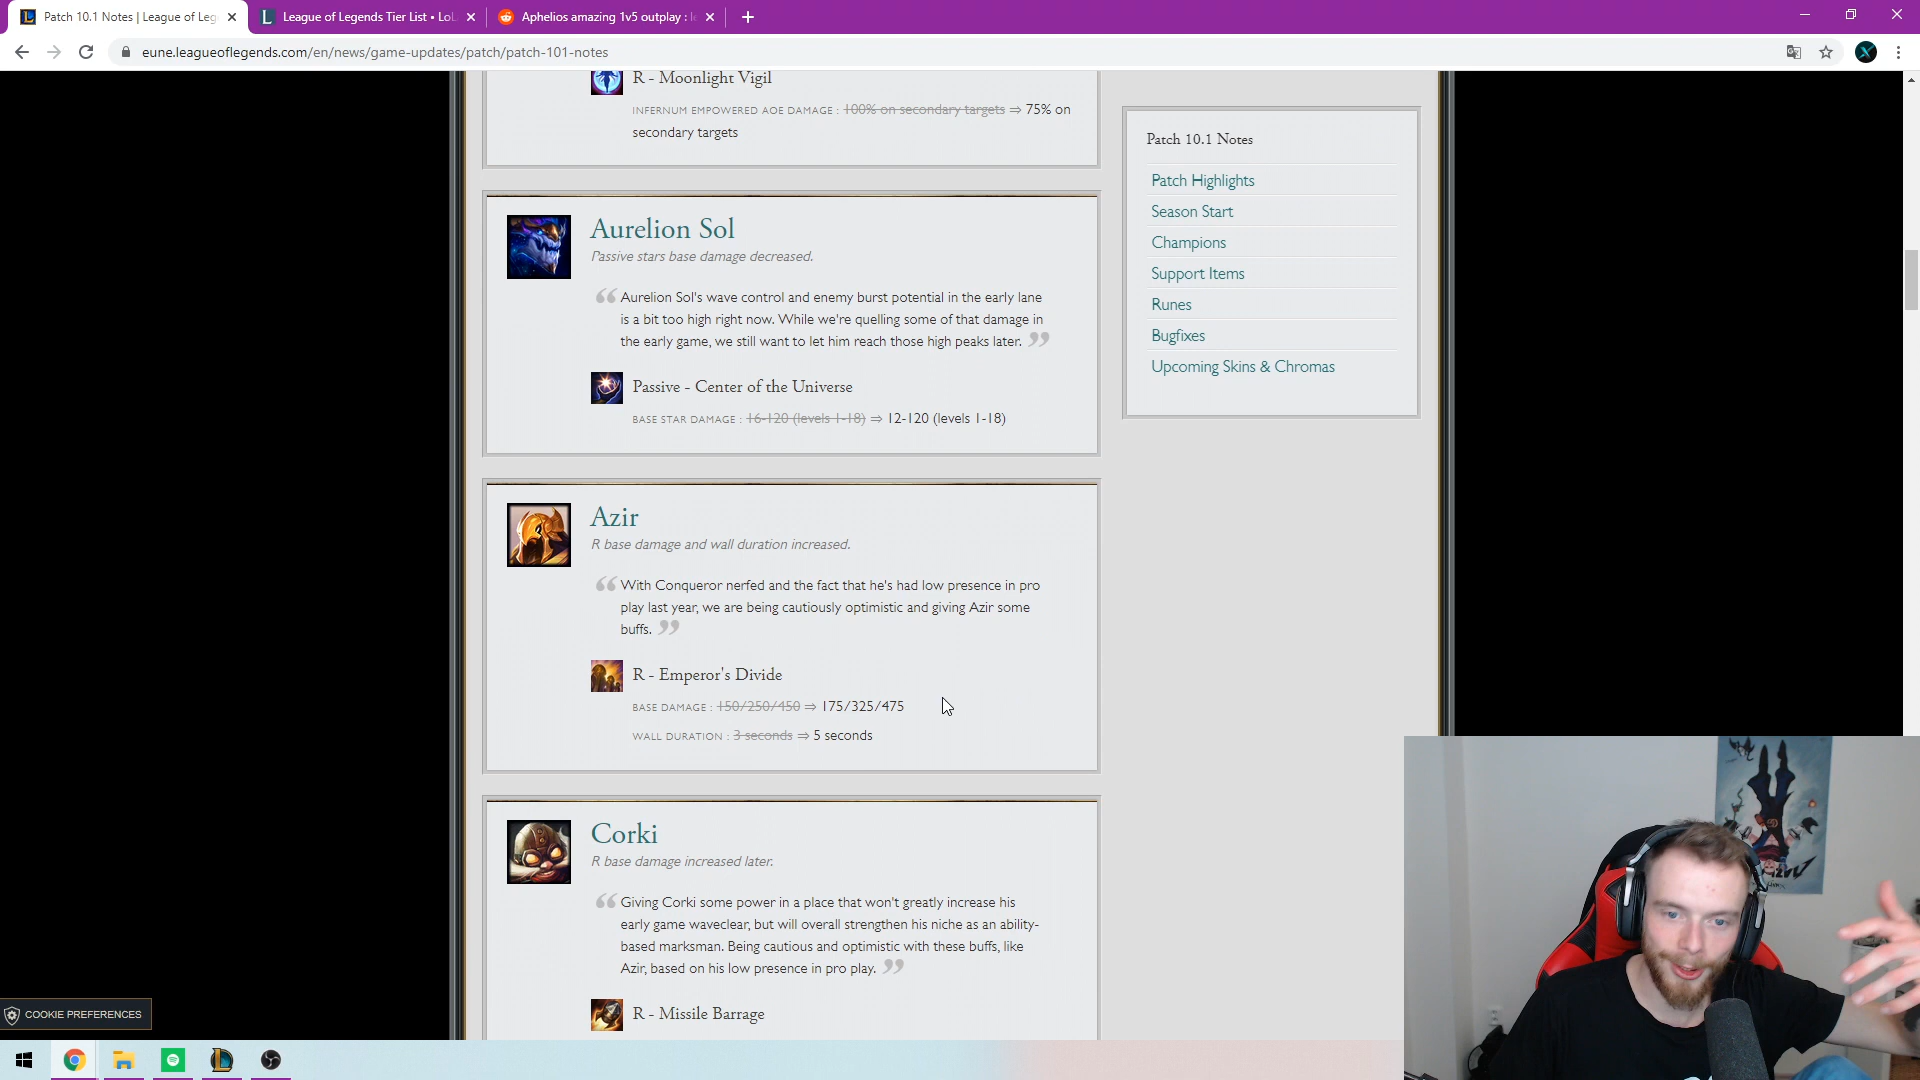 Patch 10.1 Notes | League of Leg
League of Legends Tier List • LoL
Aphelios amazing 1v5 outplay : le
eune.leagueoflegends.com/en/news/game-updates/patch/patch-101-notes
R - Moonlight Vigil
INFERNUM EMPOWERED AOE DAMAGE : 100% on secondary targets ⇒ 75% on
secondary targets
Aurelion Sol
Passive stars base damage decreased.
“ Aurelion Sol's wave control and enemy burst potential in the early lane
is a bit too high right now. While we're quelling some of that damage in
the early game, we still want to let him reach those high peaks later. ”
Passive - Center of the Universe
BASE STAR DAMAGE : 16-120 (levels 1-18) ⇒ 12-120 (levels 1-18)
Azir
R base damage and wall duration increased.
“ With Conqueror nerfed and the fact that he's had low presence in pro
play last year, we are being cautiously optimistic and giving Azir some
buffs. ”
R - Emperor's Divide
BASE DAMAGE : 150/250/450 ⇒ 175/325/475
WALL DURATION : 3 seconds ⇒ 5 seconds
Corki
R base damage increased later.
“ Giving Corki some power in a place that won't greatly increase his
early game waveclear, but will overall strengthen his niche as an ability-
based marksman. Being cautious and optimistic with these buffs, like
Azir, based on his low presence in pro play. ”
R - Missile Barrage
Patch 10.1 Notes
Patch Highlights
Season Start
Champions
Support Items
Runes
Bugfixes
Upcoming Skins & Chromas
COOKIE PREFERENCES